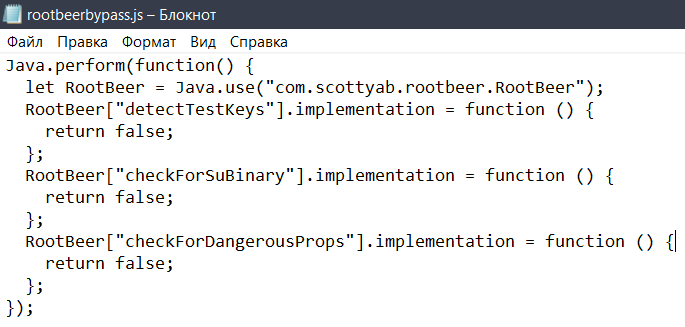 rootbeerbypass.js – Блокнот
Файл Правка Формат Вид Справка
Java.perform(function() {
  let RootBeer = Java.use("com.scottyab.rootbeer.RootBeer");
  RootBeer["detectTestKeys"].implementation = function () {
    return false;
  };
  RootBeer["checkForSuBinary"].implementation = function () {
    return false;
  };
  RootBeer["checkForDangerousProps"].implementation = function () {
    return false;
  };
});